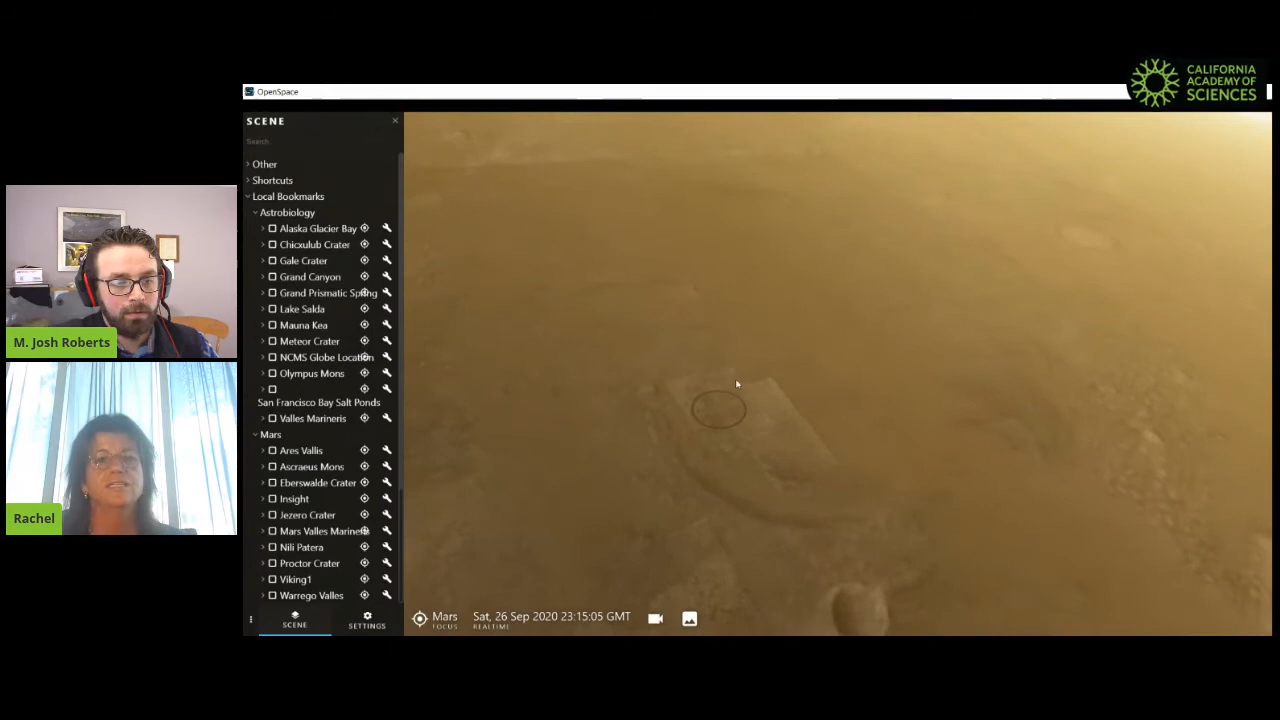 CALIFORNIA
ACADEMY OF
SCIENCES
OpenSpace
SCENE
Search
Other
Shortcuts
Local Bookmarks
Astrobiology
Alaska Glacier Bay
Chicxulub Crater
Gale Crater
Grand Canyon
Grand Prismatic Spring
Lake Salda
Mauna Kea
Meteor Crater
NCMS Globe Location
Olympus Mons
San Francisco Bay Salt Ponds
Valles Marineris
Mars
Ares Vallis
Ascraeus Mons
Eberswalde Crater
Insight
Jezero Crater
Mars Valles Marineris
Nili Patera
Proctor Crater
Viking1
Warrego Valles
SCENE
SETTINGS
Mars
FOCUS
Sat, 26 Sep 2020 23:15:05 GMT
REALTIME
M. Josh Roberts
Rachel